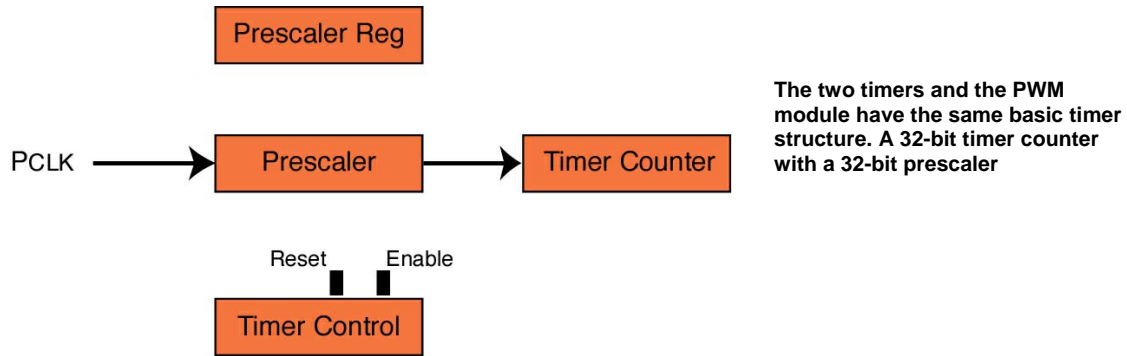 Prescaler Reg
PCLK
Prescaler
Timer Counter
The two timers and the PWM
module have the same basic timer
structure. A 32-bit timer counter
with a 32-bit prescaler
Reset
Enable
Timer Control